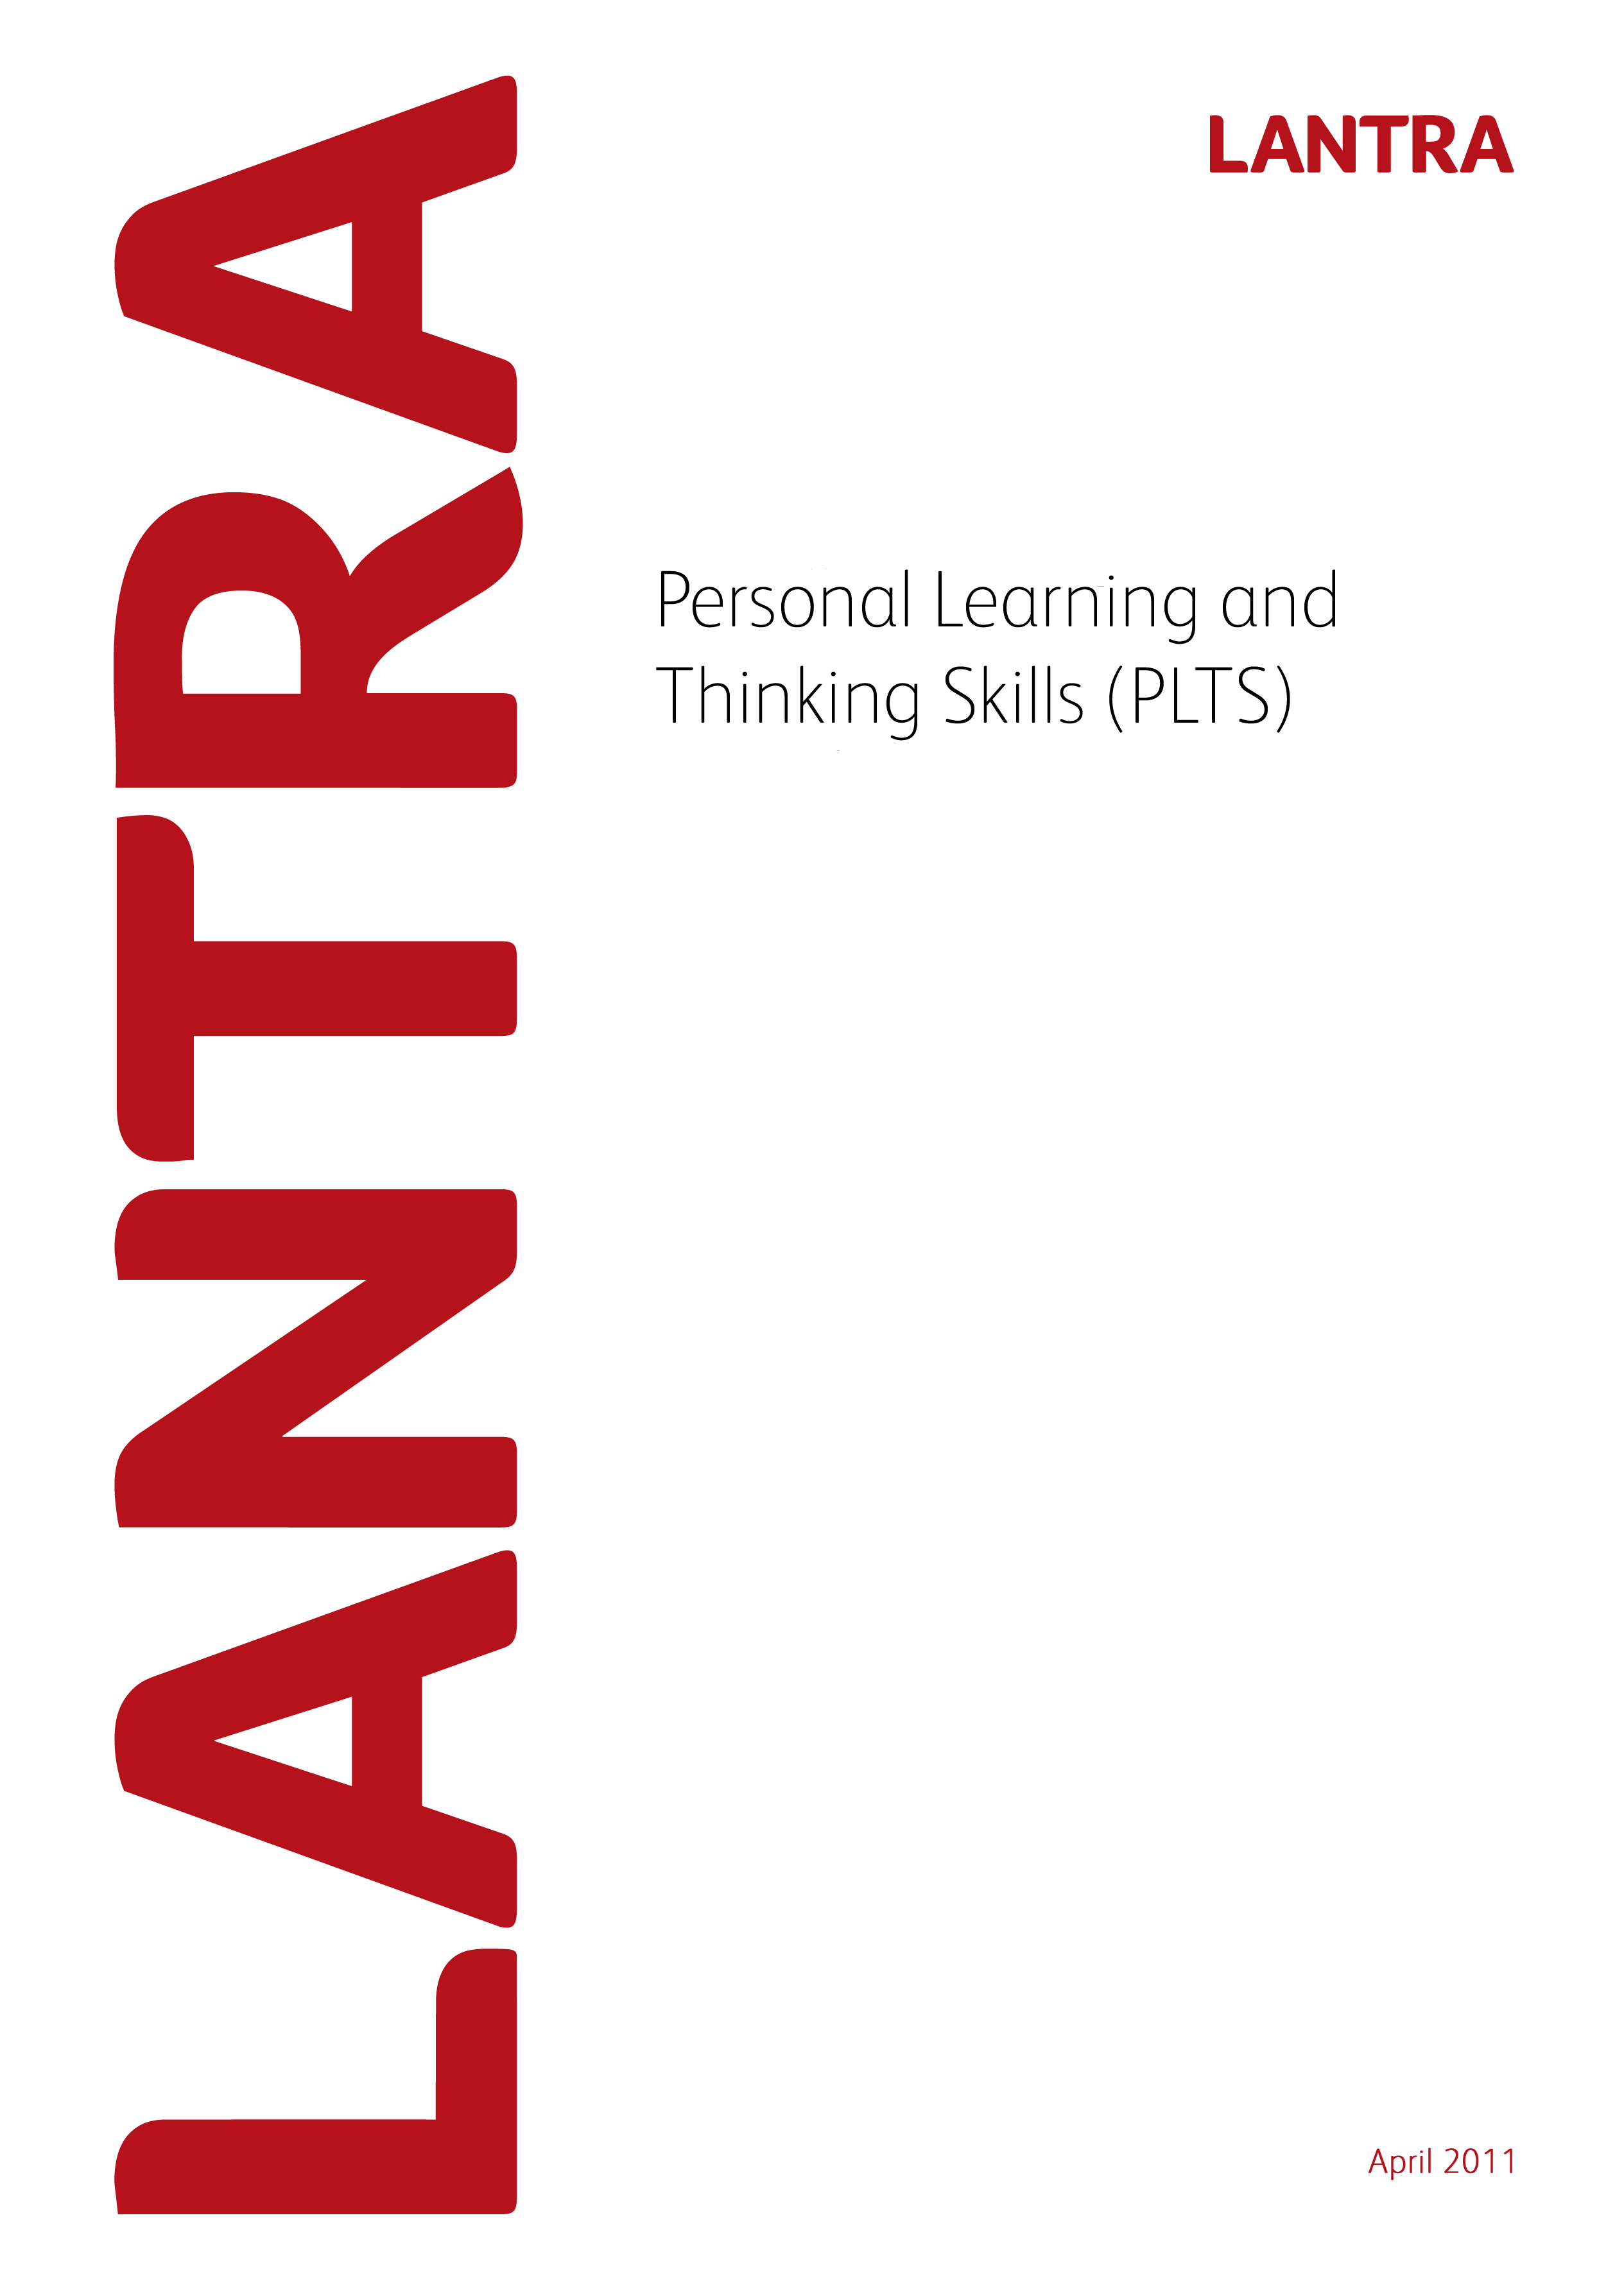 LANTRA
LANTRA
Personal Learning and
Thinking Skills (PLTS)
April 2011